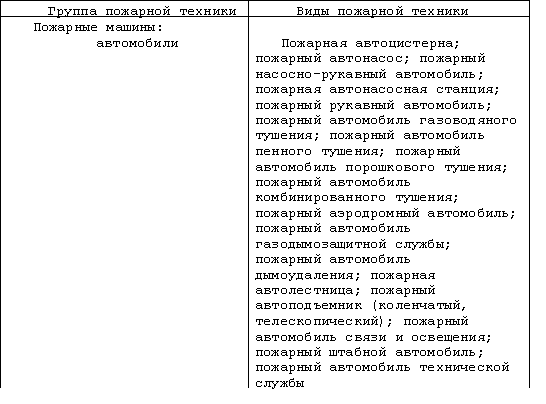 Группа пожарной техники
Виды пожарной техники
Пожарные машины:
автомобили
Пожарная автоцистерна;
пожарный автонасос; пожарный
насосно-рукавный автомобиль;
пожарная автонасосная станция;
пожарный рукавный автомобиль;
пожарный автомобиль газоводяного
тушения; пожарный автомобиль
пенного тушения; пожарный
автомобиль порошкового тушения;
пожарный автомобиль
комбинированного тушения;
пожарный аэродромный автомобиль;
пожарный автомобиль
газодымозащитной службы;
пожарный автомобиль
дымоудаления; пожарная
автолестница; пожарный
автоподъемник (коленчатый,
телескопический); пожарный
автомобиль связи и освещения;
пожарный штабной автомобиль;
пожарный автомобиль технической
службы